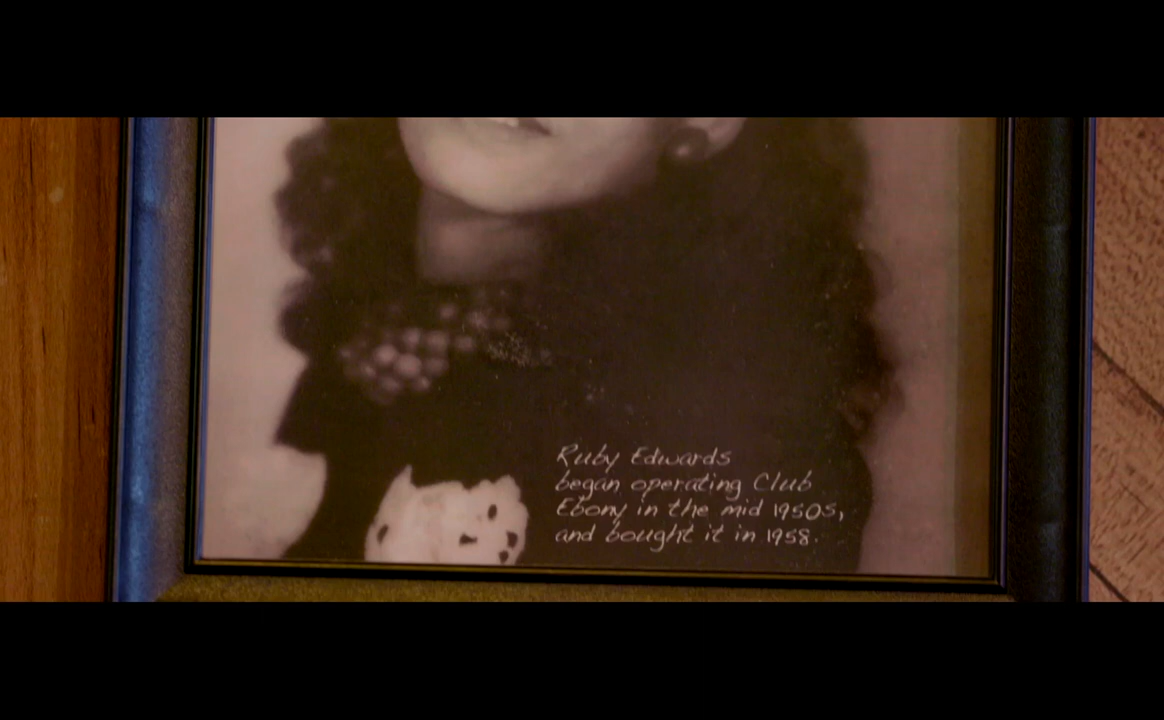 Ruby Edwards
began operating Club
Ebony in the mid 1950s,
and bought it in 1958.